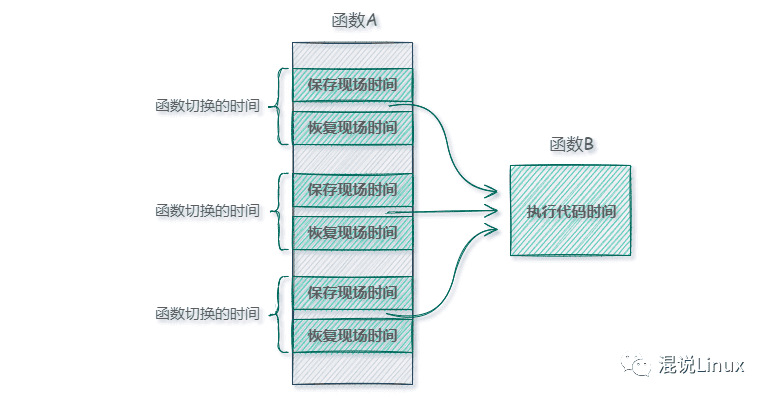 函数A
保存现场时间
函数切换的时间
恢复现场时间
函数B
保存现场时间
函数切换的时间
执行代码时间
恢复现场时间
保存现场时间
函数切换的时间
恢复现场时间
混说Linux